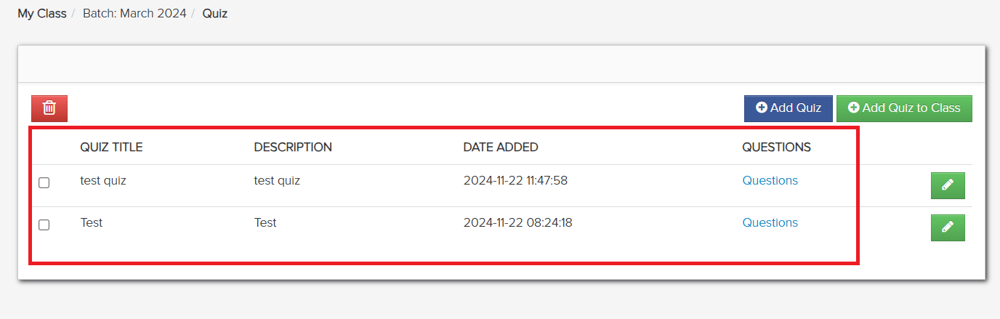 My Class / Batch: March 2024 / Quiz
Add Quiz Add Quiz to Class
QUIZ TITLE DESCRIPTION DATE ADDED QUESTIONS
test quiz test quiz 2024-11-22 11:47:58 Questions
Test Test 2024-11-22 08:24:18 Questions